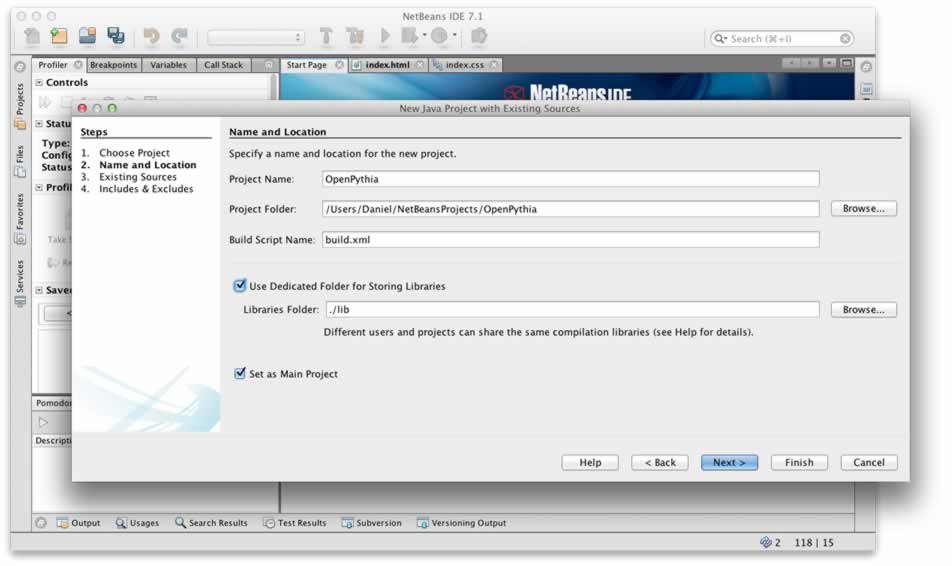 NetBeans IDE 7.1
Search (⌘+I)
Profiler Breakpoints Variables Call Stack Start Page index.html index.css
Controls
NetBeans IDE
New Java Project with Existing Sources
Projects
Files
Favorites
Services
Statu
Type:
Config
Status
Profil
Take
Re
Save
<
Pomodo
Descripti
Steps
1. Choose Project
2. Name and Location
3. Existing Sources
4. Includes & Excludes
Name and Location
Specify a name and location for the new project.
Project Name: OpenPythia
Project Folder: /Users/Daniel/NetBeansProjects/OpenPythia Browse...
Build Script Name: build.xml
Use Dedicated Folder for Storing Libraries
Libraries Folder: ./lib Browse...
Different users and projects can share the same compilation libraries (see Help for details).
Set as Main Project
Help < Back Next > Finish Cancel
Output Usages Search Results Test Results Subversion Versioning Output
2 118 | 15